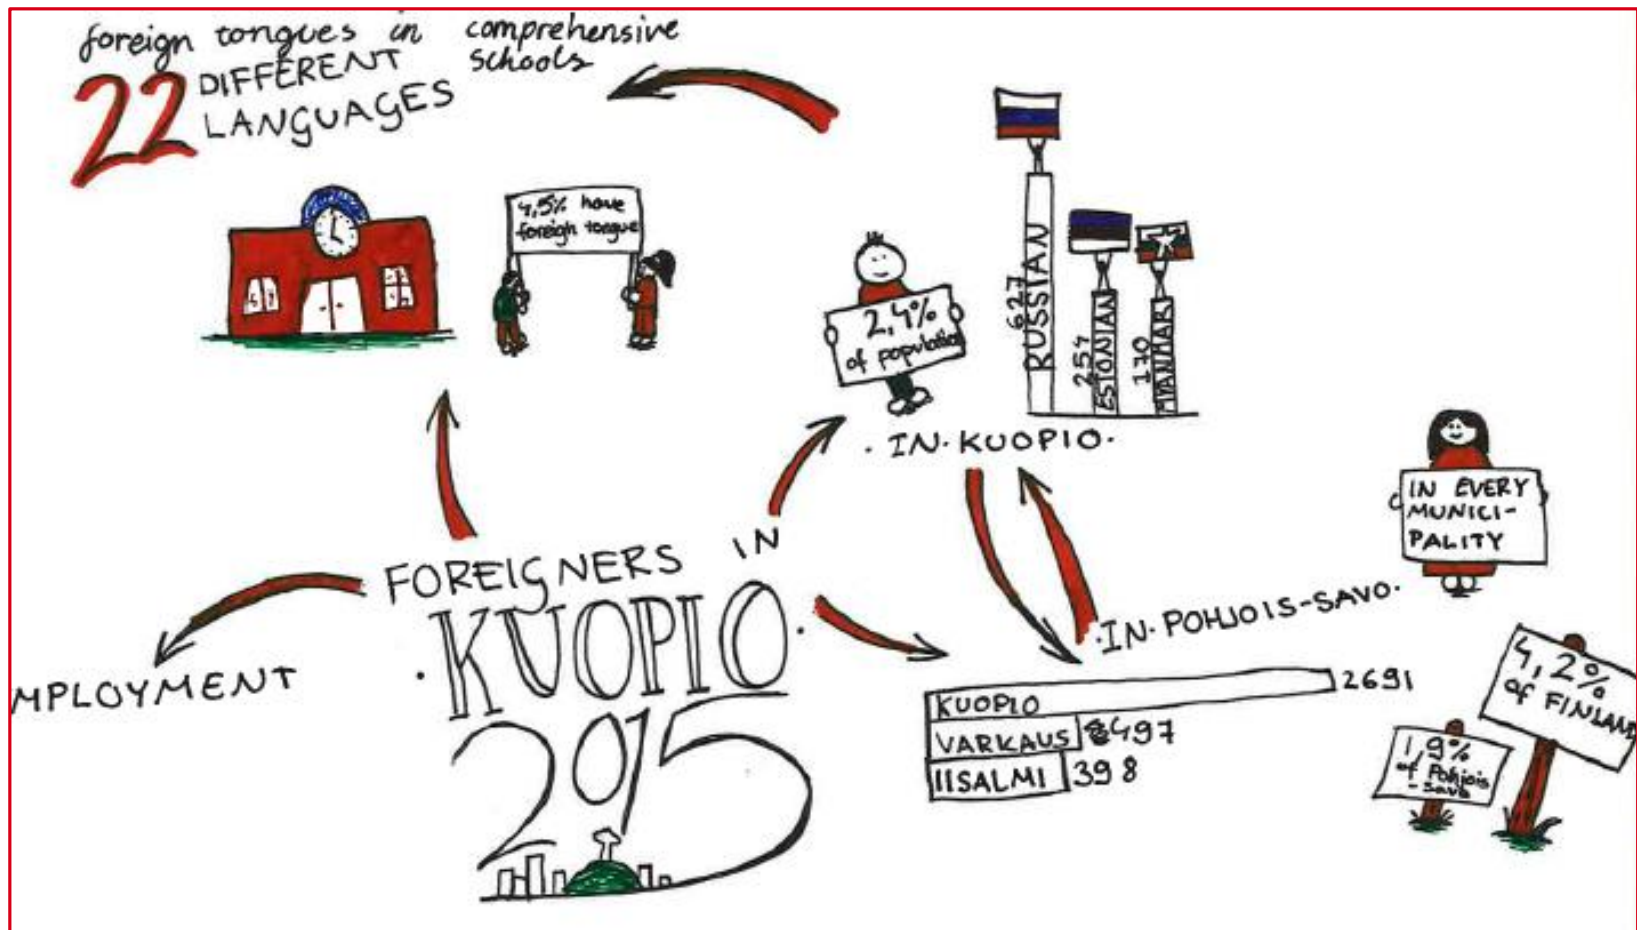 foreign tongues in comprehensive
schools
22 DIFFERENT
LANGUAGES
4,5% have
foreign tongue
2,4%
of population
627
RUSSIAN
254
ESTONIAN
170
MYANMARI
· IN · KUOPIO ·
IN EVERY
MUNICI-
PALITY
FOREIGNERS IN
· KUOPIO ·
2015
MPLOYMENT
· IN · POHJOIS-SAVO ·
KUOPIO 2691
VARKAUS 497
IISALMI 398
4,2%
of FINLAND
1,9%
of Pohjois
-Savo